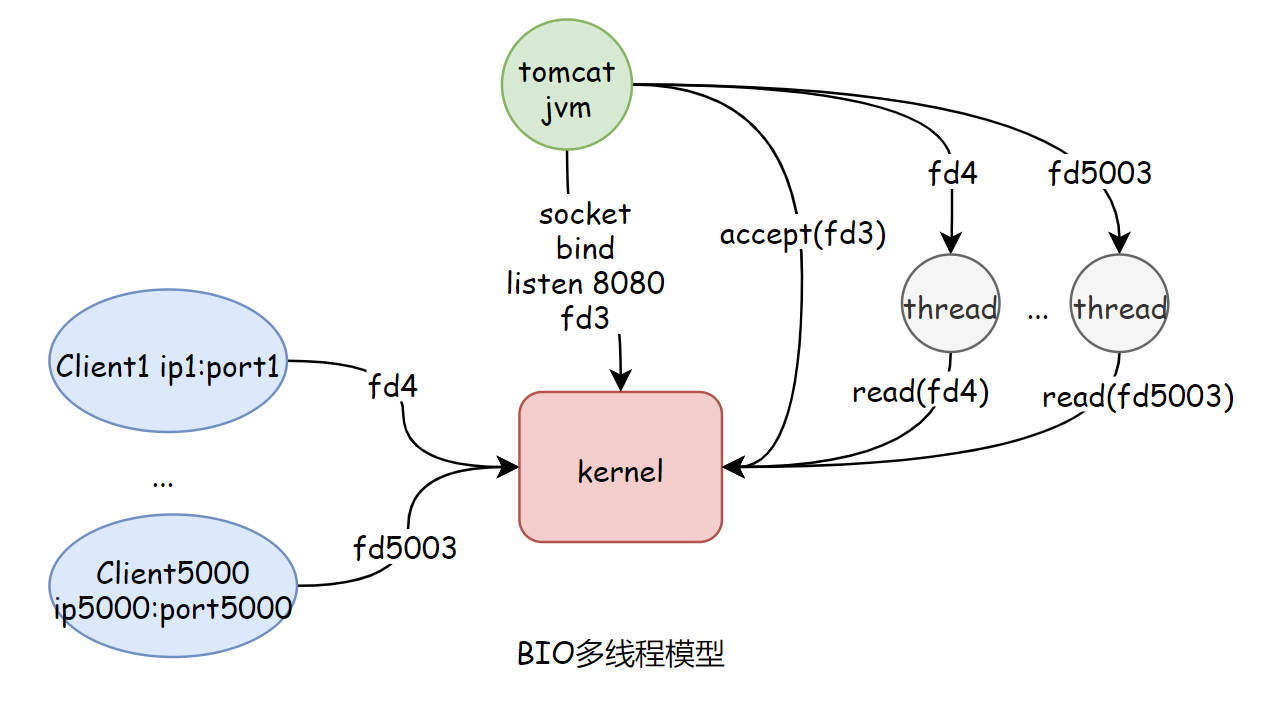 tomcat
jvm
fd4
fd5003
socket
bind
listen 8080
fd3
accept(fd3)
thread
...
thread
Client1 ip1:port1
fd4
read(fd4)
read(fd5003)
kernel
...
fd5003
Client5000
ip5000:port5000
BIO多线程模型